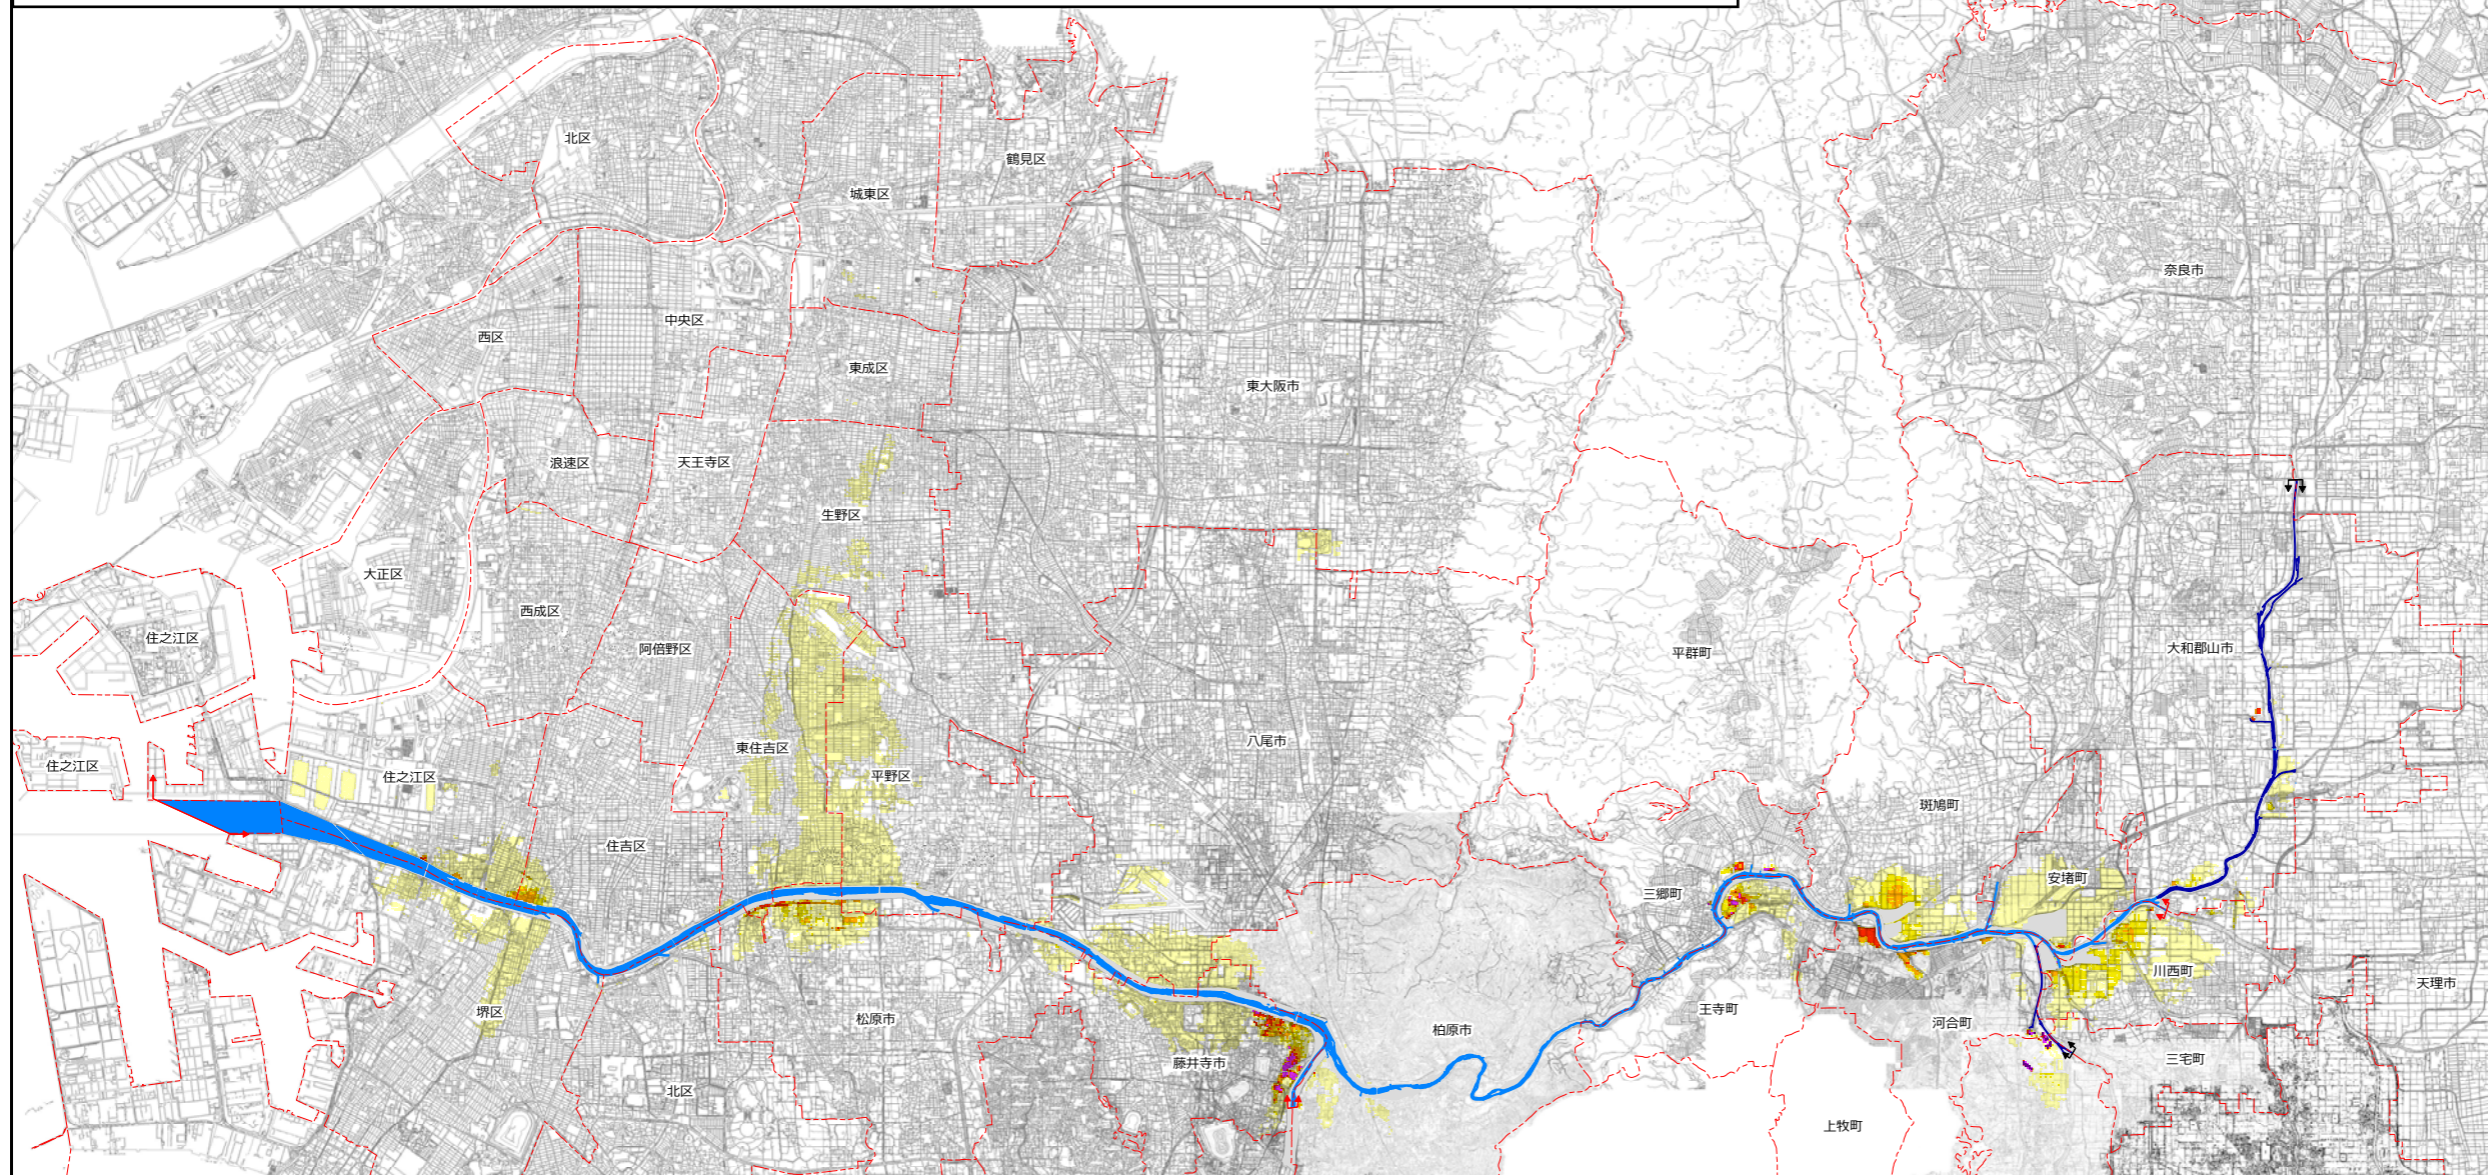 北区
鶴見区
城東区
奈良市
中央区
西区
東成区
東大阪市
浪速区
天王寺区
生野区
大正区
西成区
住之江区
阿倍野区
平群町
大和郡山市
東住吉区
八尾市
住之江区
住之江区
平野区
斑鳩町
住吉区
安堵町
三郷町
川西町
天理市
堺区
松原市
王寺町
河合町
柏原市
藤井寺市
三宅町
北区
上牧町